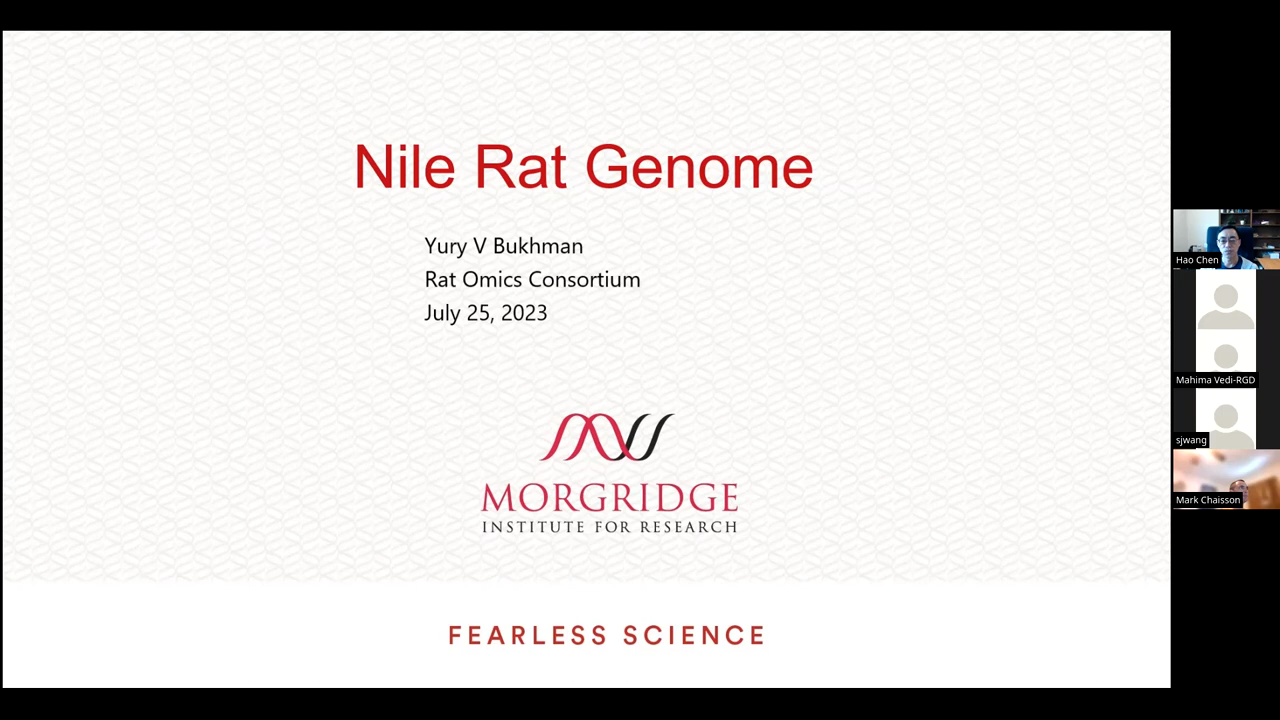 Nile Rat Genome
Yury V Bukhman
Rat Omics Consortium
July 25, 2023
MORGRIDGE
INSTITUTE FOR RESEARCH
FEARLESS SCIENCE
Hao Chen
Mahima Vedi-RGD
sjwang
Mark Chaisson